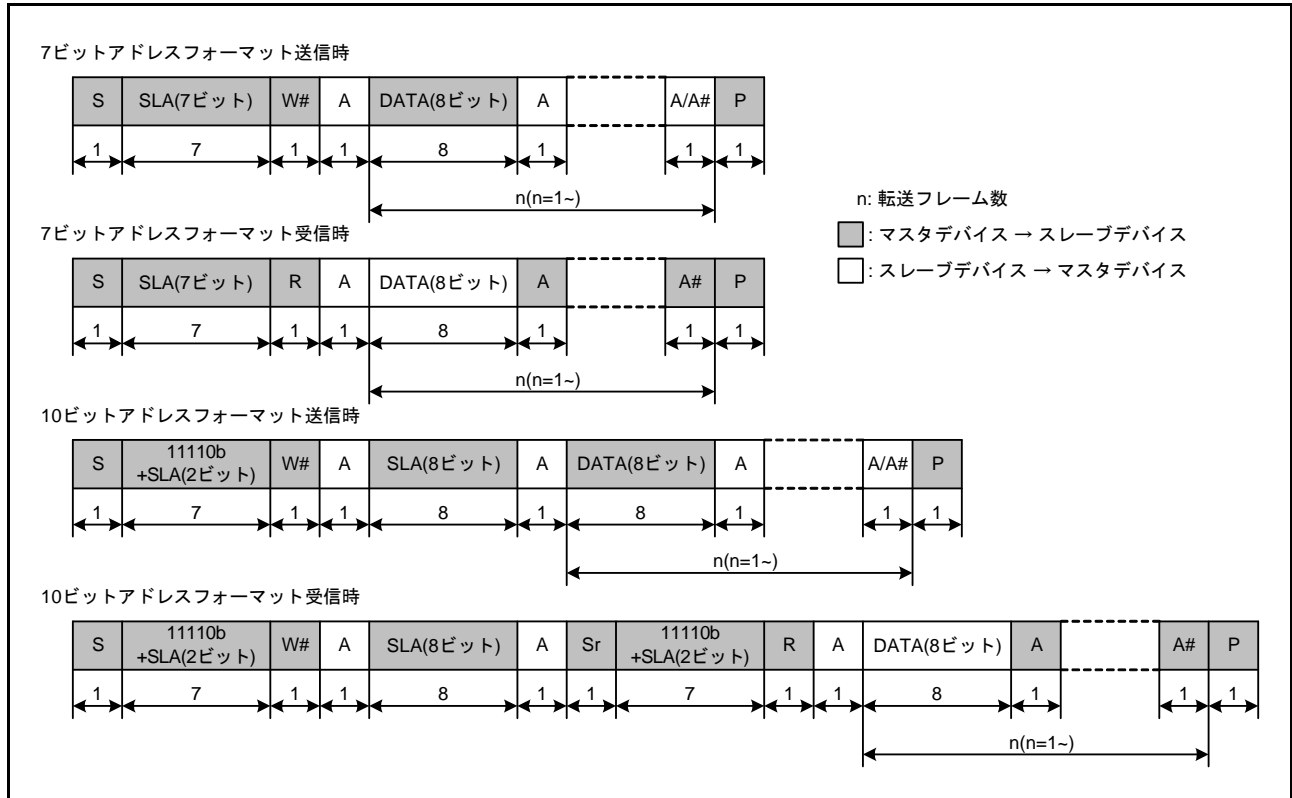 7ビットアドレスフォーマット送信時
S SLA(7ビット) W# A DATA(8ビット) A A/A# P
1 7 1 1 8 1 1 1
n(n=1~)
n: 転送フレーム数
: マスタデバイス → スレーブデバイス
: スレーブデバイス → マスタデバイス
7ビットアドレスフォーマット受信時
S SLA(7ビット) R A DATA(8ビット) A A# P
1 7 1 1 8 1 1 1
n(n=1~)
10ビットアドレスフォーマット送信時
S 11110b +SLA(2ビット) W# A SLA(8ビット) A DATA(8ビット) A A/A# P
1 7 1 1 8 1 8 1 1 1
n(n=1~)
10ビットアドレスフォーマット受信時
S 11110b +SLA(2ビット) W# A SLA(8ビット) A Sr 11110b +SLA(2ビット) R A DATA(8ビット) A A# P
1 7 1 1 8 1 1 7 1 1 8 1 1 1
n(n=1~)